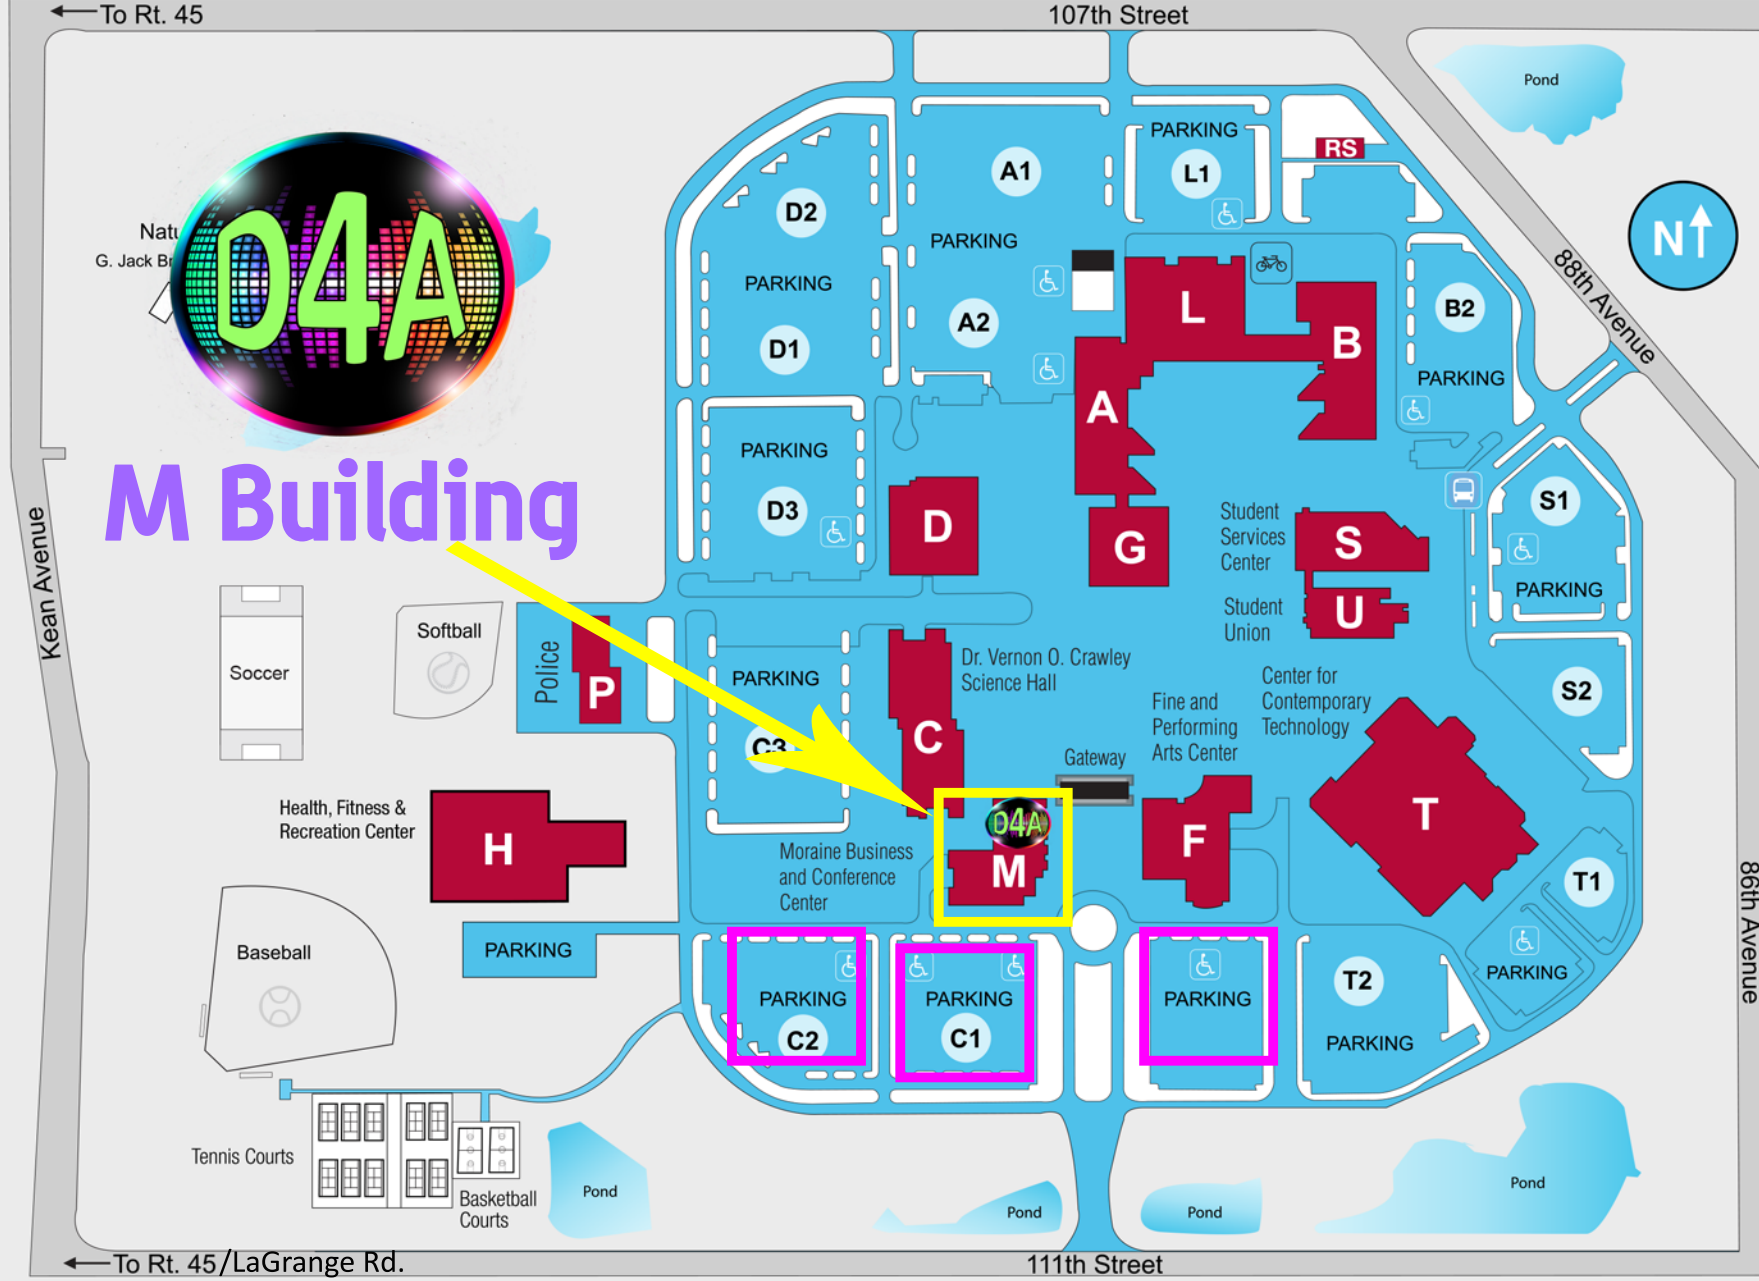 To Rt. 45
107th Street
Pond
PARKING
RS
A1
L1
D2
N
Natu
G. Jack Br
D4A
PARKING
88th Avenue
PARKING
L
B2
A2
B
D1
PARKING
A
PARKING
M Building
D3
D
G
S1
Student
Services
Center
S
PARKING
Kean Avenue
Student
Union
U
Softball
Soccer
Police
P
PARKING
Dr. Vernon O. Crawley
Science Hall
Center for
Contemporary
Technology
S2
Fine and
Performing
Arts Center
C3
C
Gateway
Health, Fitness &
Recreation Center
H
D4A
T
F
Moraine Business
and Conference
Center
M
T1
86th Avenue
PARKING
Baseball
PARKING
C2
PARKING
C1
PARKING
T2
PARKING
PARKING
Tennis Courts
Basketball
Courts
Pond
Pond
Pond
Pond
To Rt. 45/LaGrange Rd.
111th Street